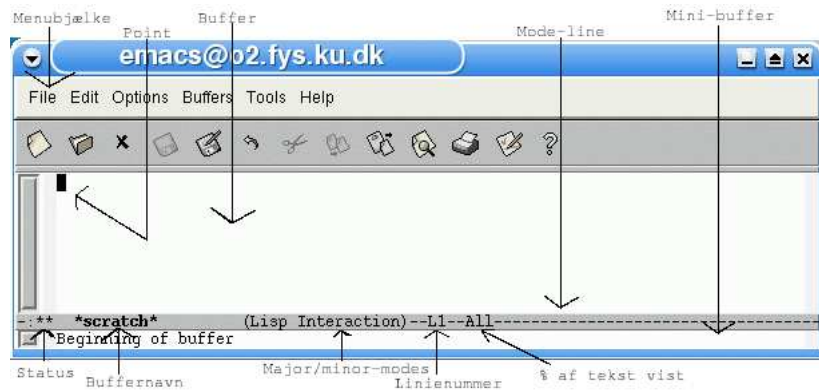 Menubjælke
Point
Buffer
Mode-line
Mini-buffer
emacs@o2.fys.ku.dk
File Edit Options Buffers Tools Help
-:** *scratch* (Lisp Interaction)--L1--All--------------------------------------------
Beginning of buffer
Status
Buffernavn
Major/minor-modes
Linienummer
% af tekst vist